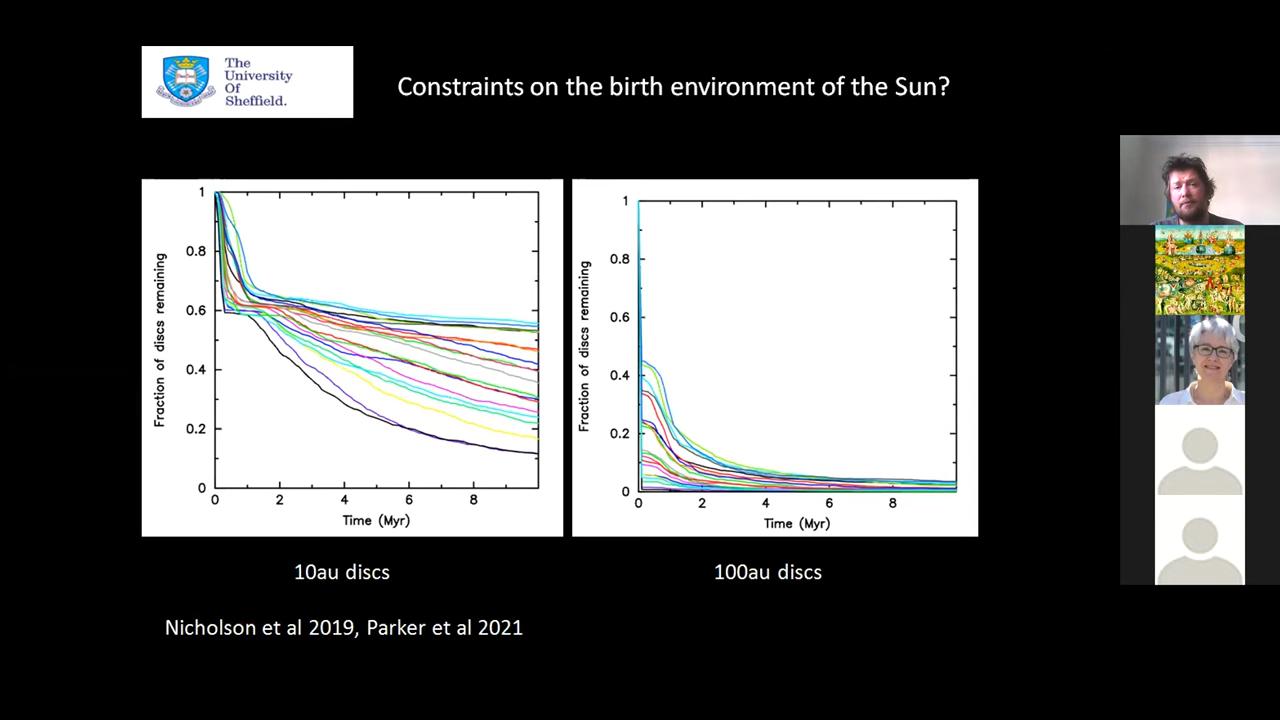 The
University
Of
Sheffield.
Constraints on the birth environment of the Sun?
1
0.8
0.6
0.4
0.2
0
Fraction of discs remaining
0 2 4 6 8
Time (Myr)
1
0.8
0.6
0.4
0.2
0
Fraction of discs remaining
0 2 4 6 8
Time (Myr)
10au discs
100au discs
Nicholson et al 2019, Parker et al 2021